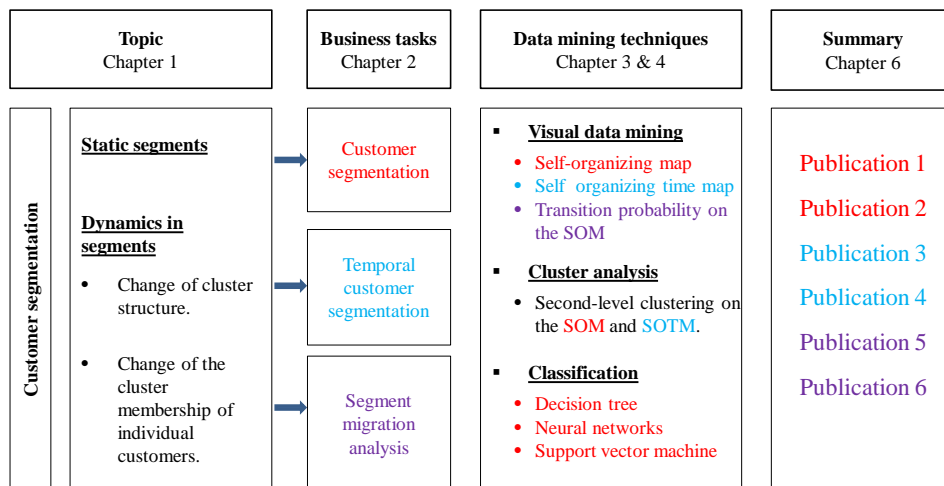 Topic
Chapter 1
Business tasks
Chapter 2
Data mining techniques
Chapter 3 & 4
Summary
Chapter 6
Customer segmentation
Static segments
Dynamics in
segments
• Change of cluster
structure.
• Change of the
cluster
membership of
individual
customers.
Customer
segmentation
Temporal
customer
segmentation
Segment
migration
analysis
▪ Visual data mining
• Self-organizing map
• Self organizing time map
• Transition probability on
the SOM
▪ Cluster analysis
• Second-level clustering on
the SOM and SOTM.
▪ Classification
• Decision tree
• Neural networks
• Support vector machine
Publication 1
Publication 2
Publication 3
Publication 4
Publication 5
Publication 6